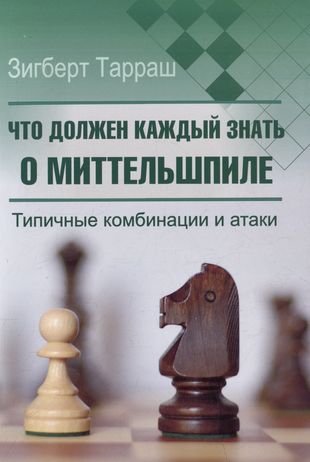 Зигберт Тарраш
ЧТО ДОЛЖЕН КАЖДЫЙ ЗНАТЬ
О МИТТЕЛЬШПИЛЕ
Типичные комбинации и атаки